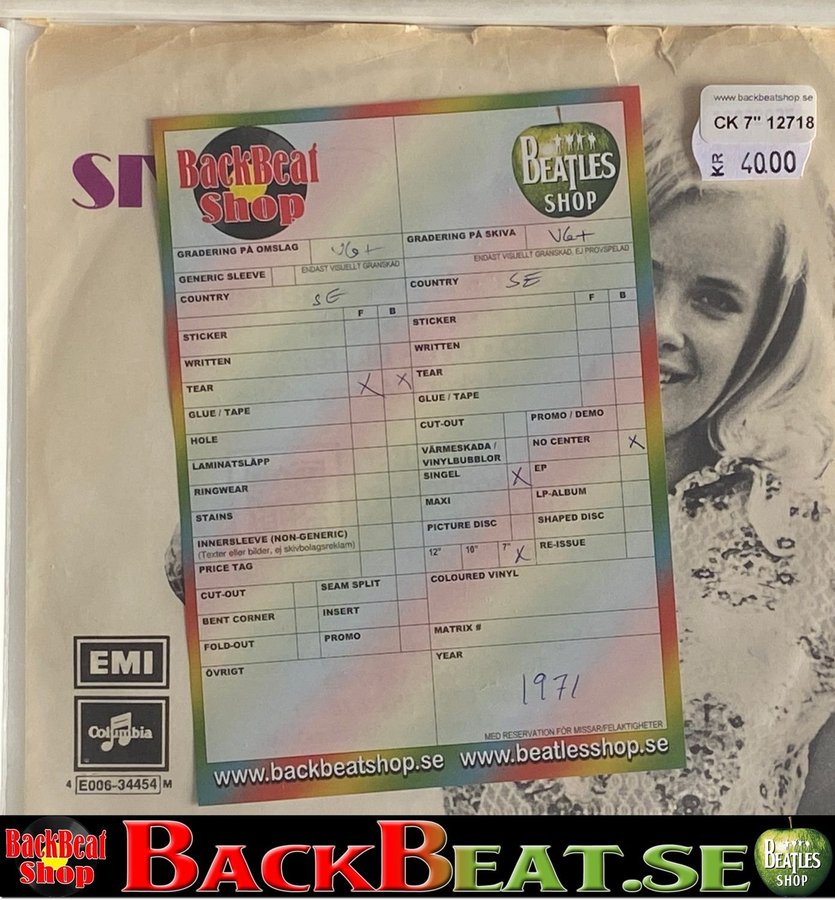 SI
BackBeat
Shop
BEATLES
SHOP
www.backbeatshop.se
CK 7" 12718
KR 40.00
GRADERING PÅ OMSLAG VG+
ENDAST VISUELLT GRANSKAD
GENERIC SLEEVE
COUNTRY SE
F B
STICKER
WRITTEN
TEAR X X
GLUE / TAPE
HOLE
LAMINATSLÄPP
RINGWEAR
STAINS
INNERSLEEVE (NON-GENERIC)
(Texter eller bilder, ej skivbolagsreklam)
PRICE TAG
CUT-OUT SEAM SPLIT
BENT CORNER INSERT
FOLD-OUT PROMO
ÖVRIGT
GRADERING PÅ SKIVA VG+
ENDAST VISUELLT GRANSKAD, EJ PROVSPELAD
COUNTRY SE
F B
STICKER
WRITTEN
TEAR
GLUE / TAPE
CUT-OUT PROMO / DEMO
VÄRMESKADA /
VINYLBUBBLOR NO CENTER X
SINGEL X EP
MAXI LP-ALBUM
PICTURE DISC SHAPED DISC
12" 10" 7" X RE-ISSUE
COLOURED VINYL
MATRIX #
YEAR
1971
MED RESERVATION FÖR MISSAR/FELAKTIGHETER
www.backbeatshop.se www.beatlesshop.se
EMI
Columbia
4 E006-34454 M
BackBeat
Shop
BACKBEAT.SE
BEATLES
SHOP